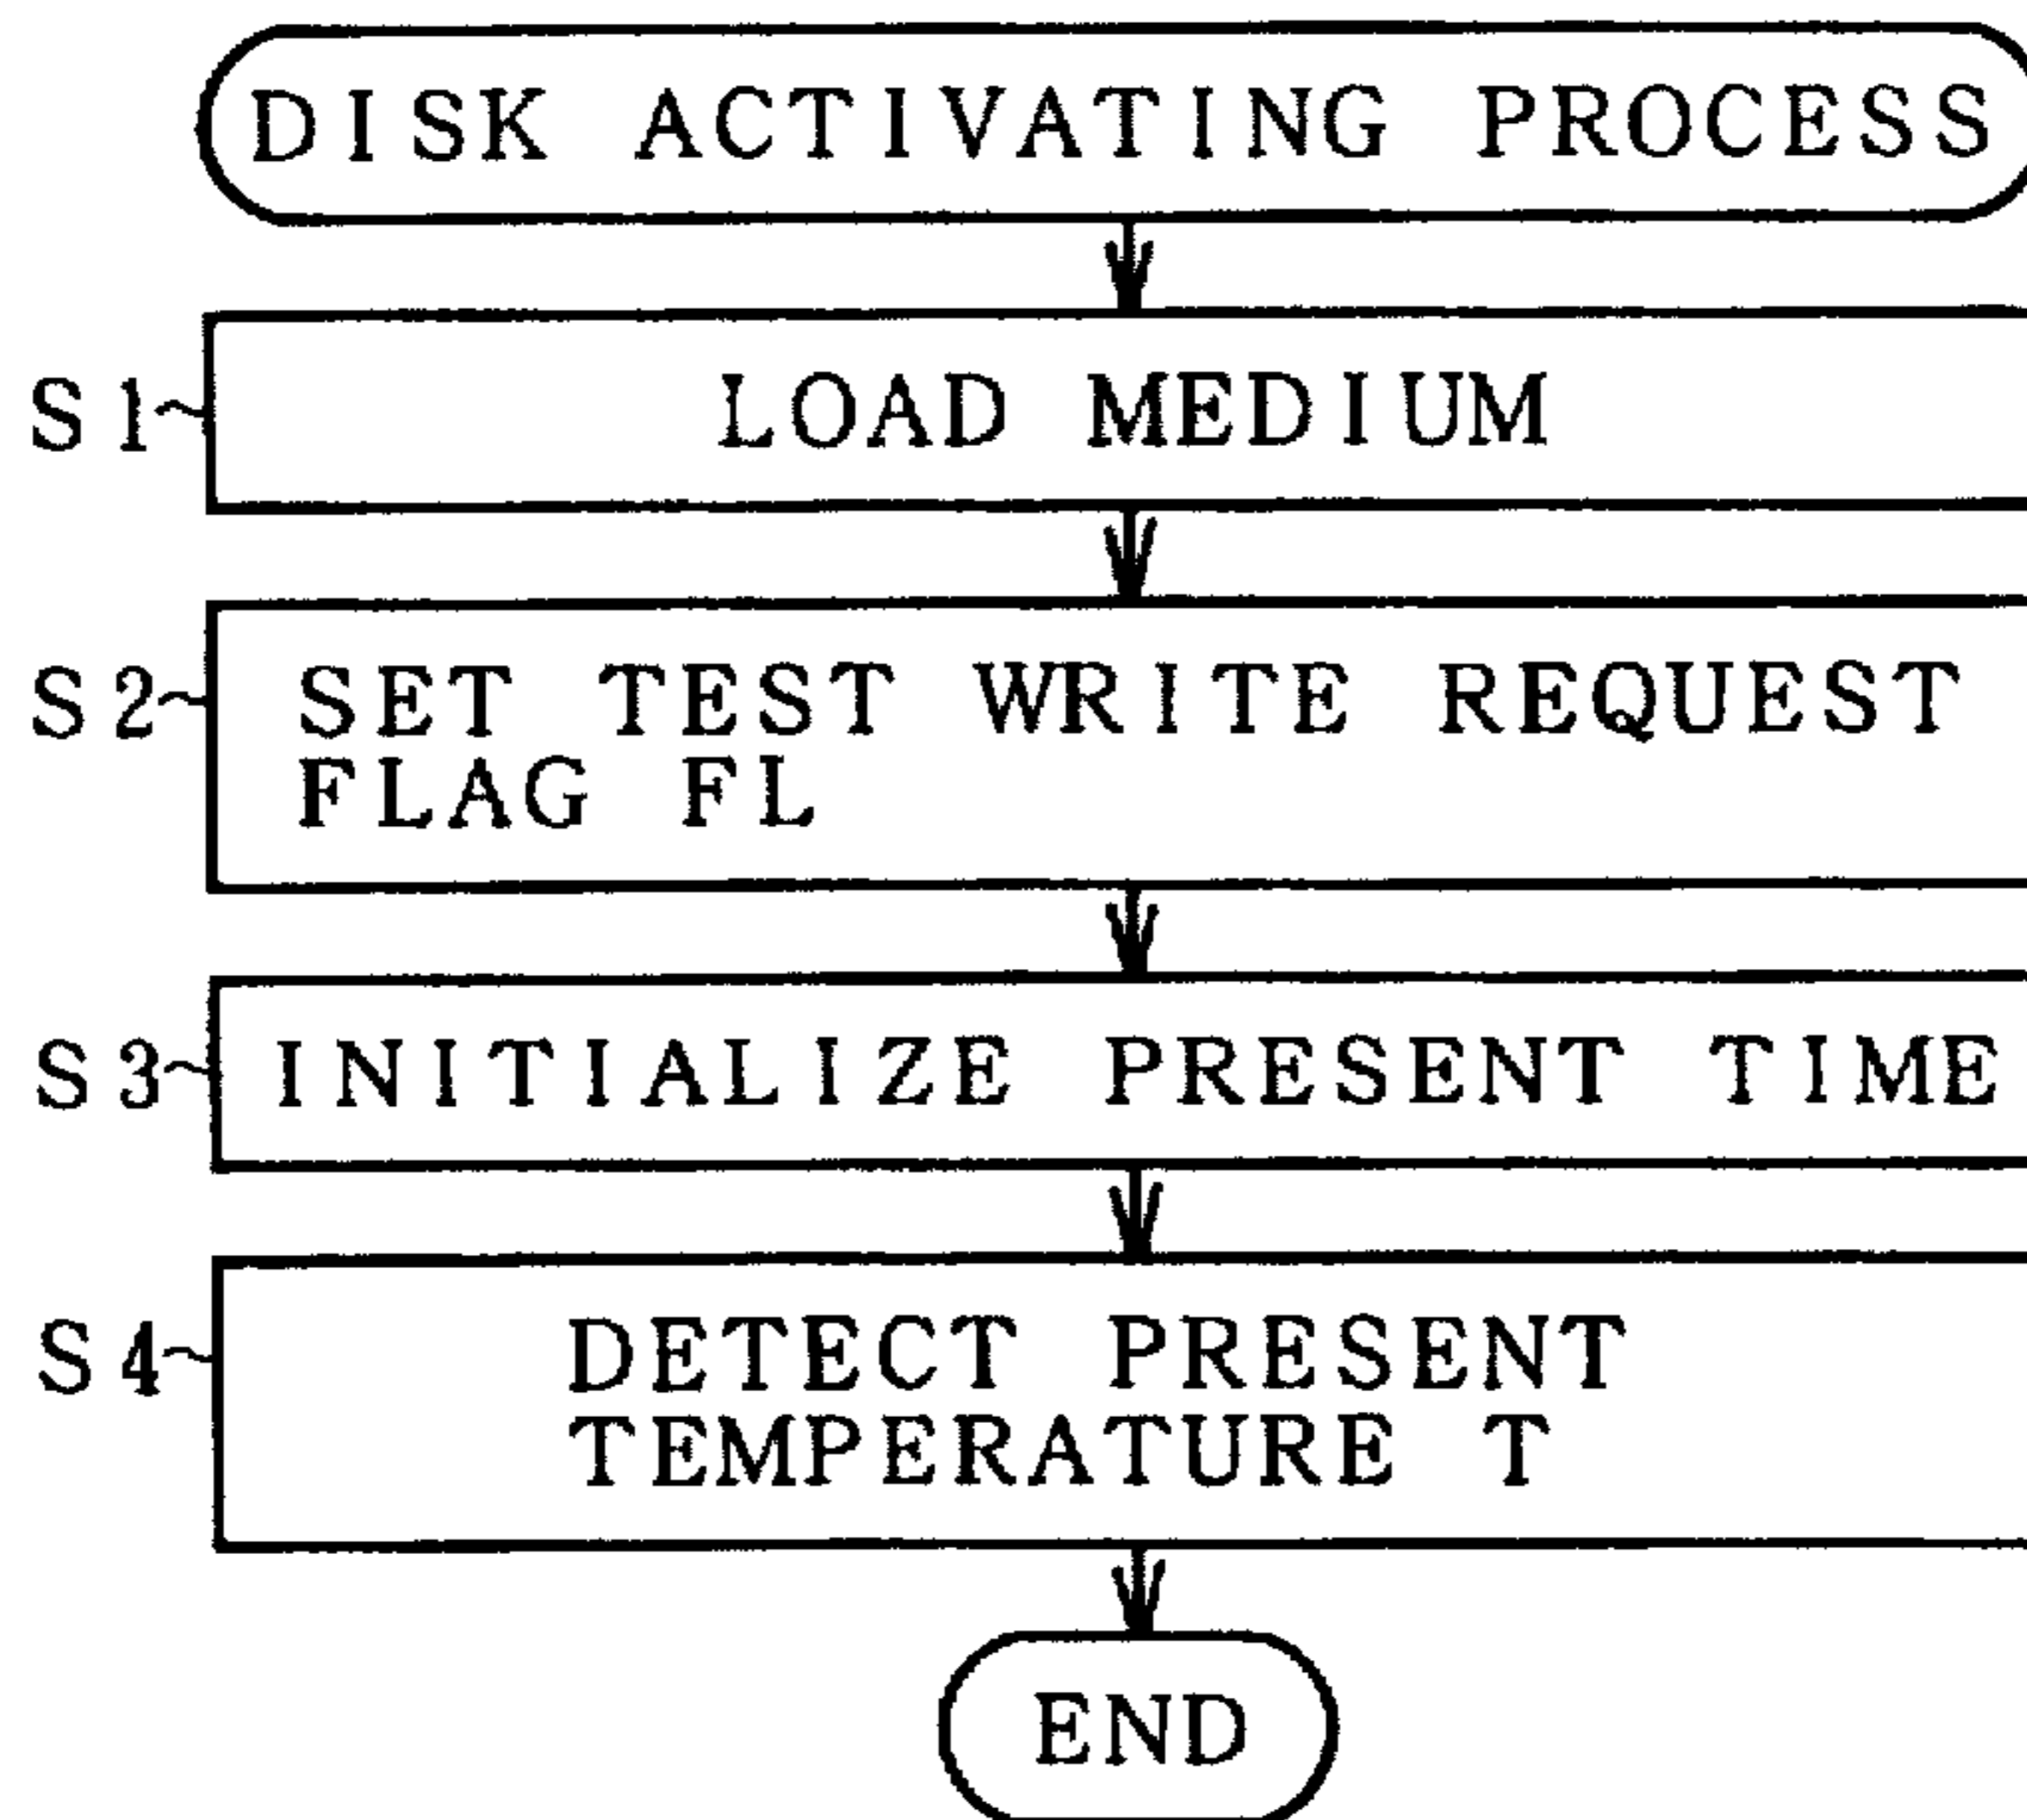 DISK ACTIVATING PROCESS
S1
LOAD MEDIUM
S2
SET TEST WRITE REQUEST
FLAG FL
S3
INITIALIZE PRESENT TIME
S4
DETECT PRESENT
TEMPERATURE T
END